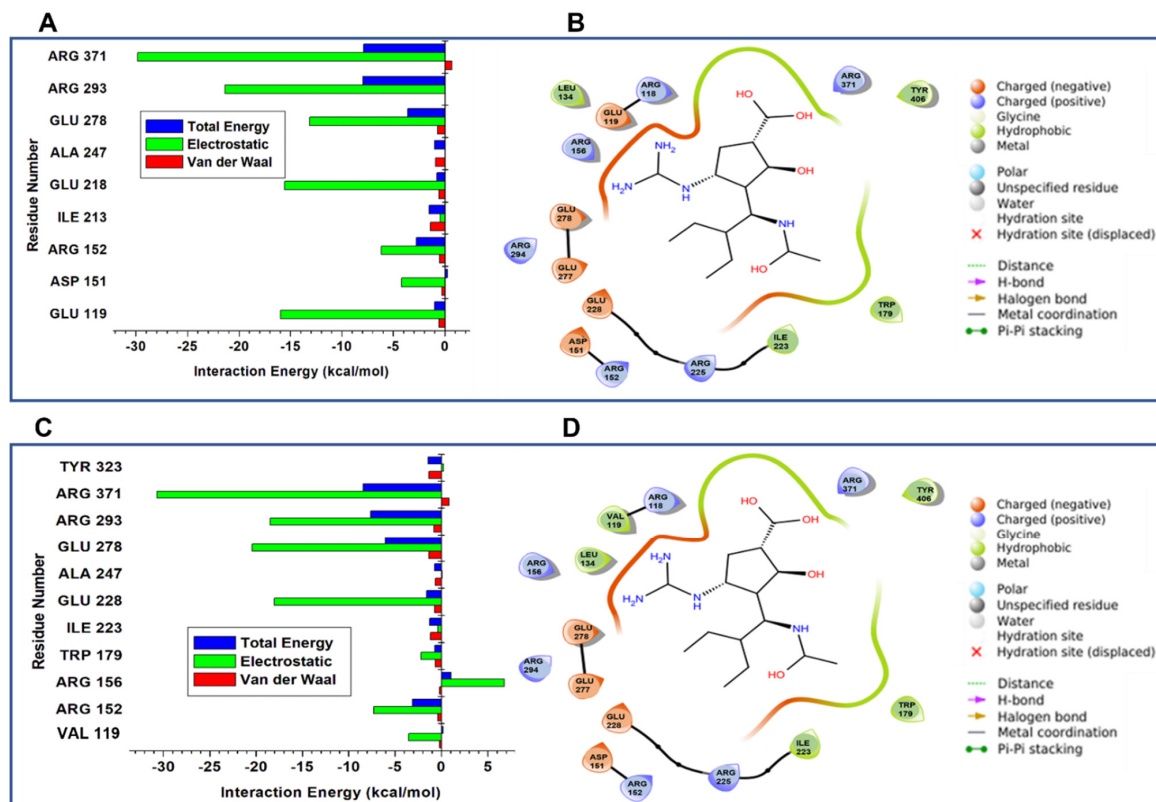 A
ARG 371
ARG 293
GLU 278
ALA 247
GLU 218
ILE 213
ARG 152
ASP 151
GLU 119
Residue Number
Total Energy
Electrostatic
Van der Waal
-30 -25 -20 -15 -10 -5 0 5
Interaction Energy (kcal/mol)
B
LEU 134
GLU 119
ARG 118
ARG 156
ARG 371
TYR 406
HO
OH
OH
NH2
H2N
N
H
NH
HO
GLU 278
ARG 294
GLU 277
GLU 228
ASP 151
ARG 152
ARG 225
ILE 223
TRP 179
Charged (negative)
Charged (positive)
Glycine
Hydrophobic
Metal
Polar
Unspecified residue
Water
Hydration site
Hydration site (displaced)
Distance
H-bond
Halogen bond
Metal coordination
Pi-Pi stacking
C
TYR 323
ARG 371
ARG 293
GLU 278
ALA 247
GLU 228
ILE 223
TRP 179
ARG 156
ARG 152
VAL 119
Residue Number
Total Energy
Electrostatic
Van der Waal
-30 -25 -20 -15 -10 -5 0 5
Interaction Energy (kcal/mol)
D
VAL 119
ARG 118
ARG 156
LEU 134
ARG 371
TYR 406
HO
OH
OH
H2N
H2N
N
H
NH
HO
GLU 278
ARG 294
GLU 277
GLU 228
ASP 151
ARG 152
ARG 225
ILE 223
TRP 179
Charged (negative)
Charged (positive)
Glycine
Hydrophobic
Metal
Polar
Unspecified residue
Water
Hydration site
Hydration site (displaced)
Distance
H-bond
Halogen bond
Metal coordination
Pi-Pi stacking